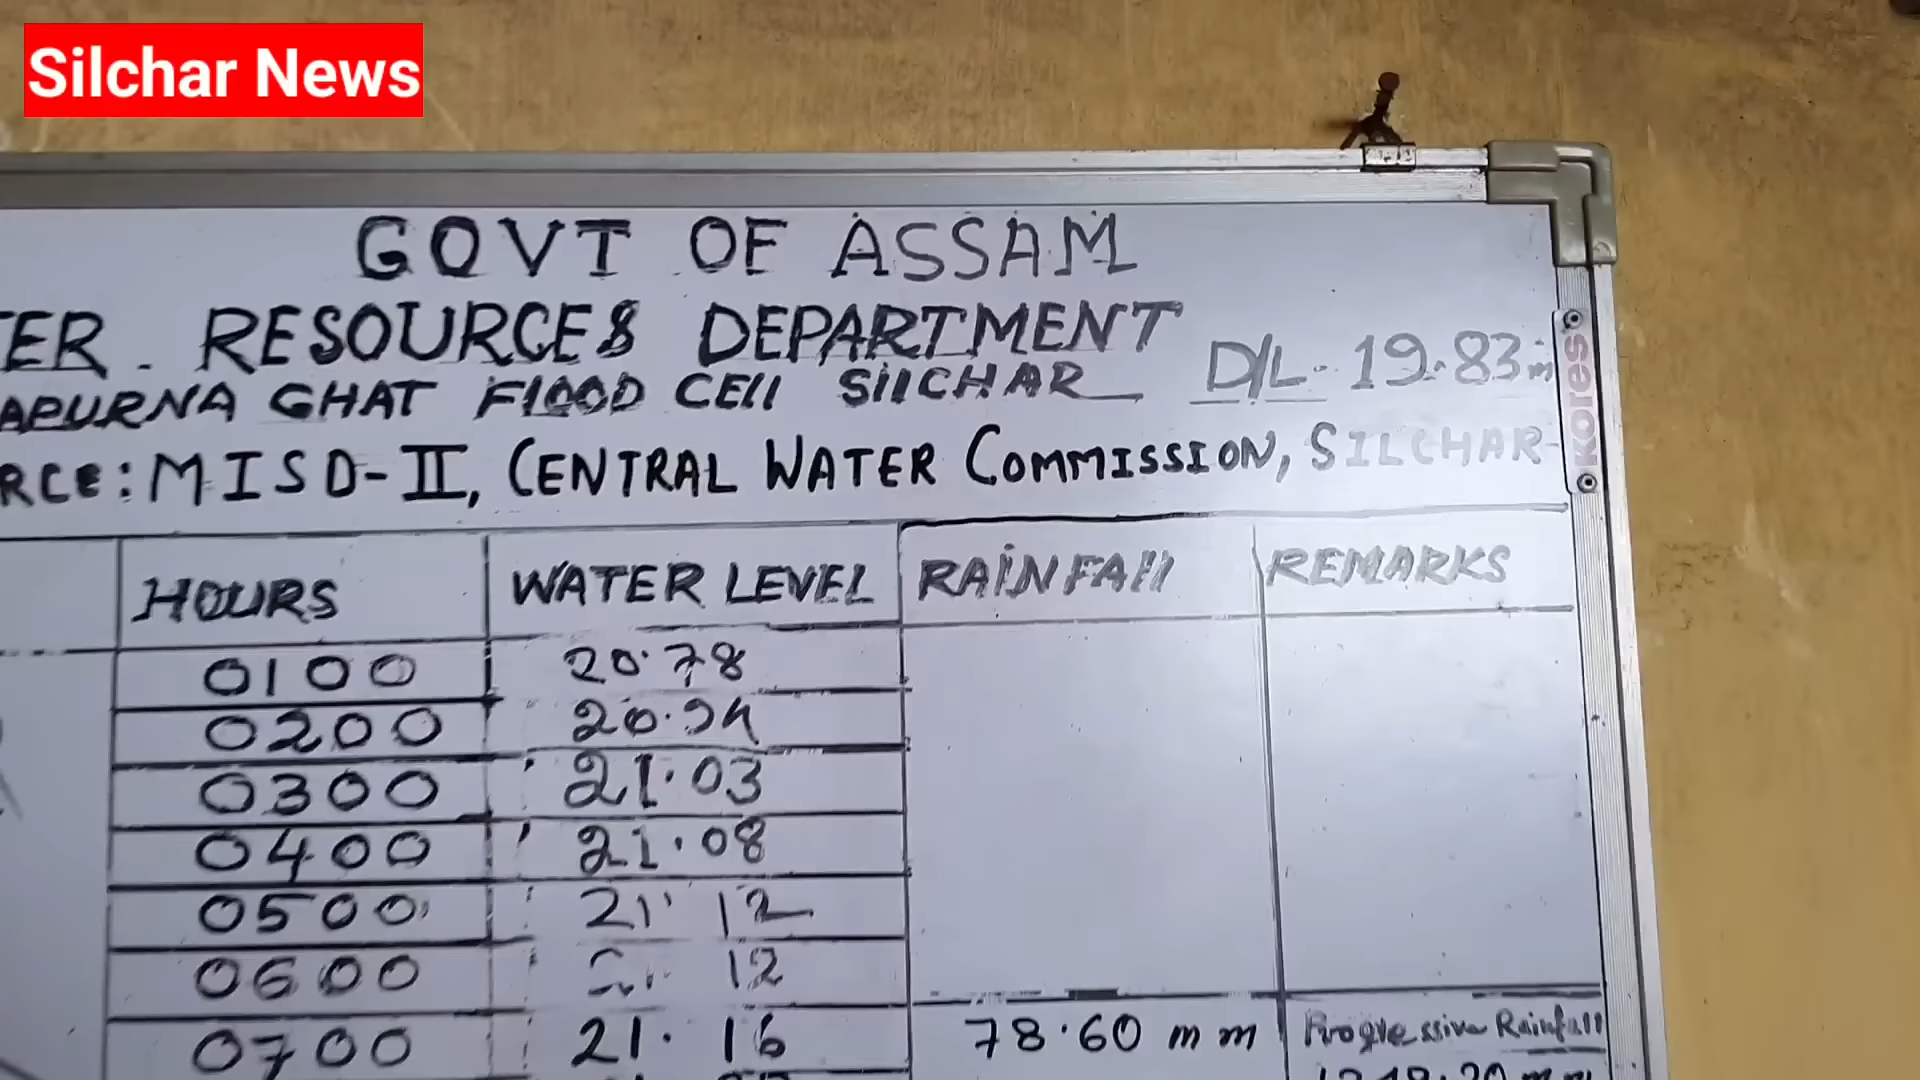 Silchar News
GOVT OF ASSAM
TER. RESOURCES DEPARTMENT
D/L. 19.83m
APURNA GHAT FlOOD CEll SIlCHAR
RCE: MISD-II, CENTRAL WATER COMMISSION, SILCHAR
kores
HOURS WATER LEVEL RAINFAll REMARKS
0100 20.78
0200
0300 21.03
0400 21.08
0500 21. 12
0600 12
0700 21. 16 78.60 mm Progressive Rainfall